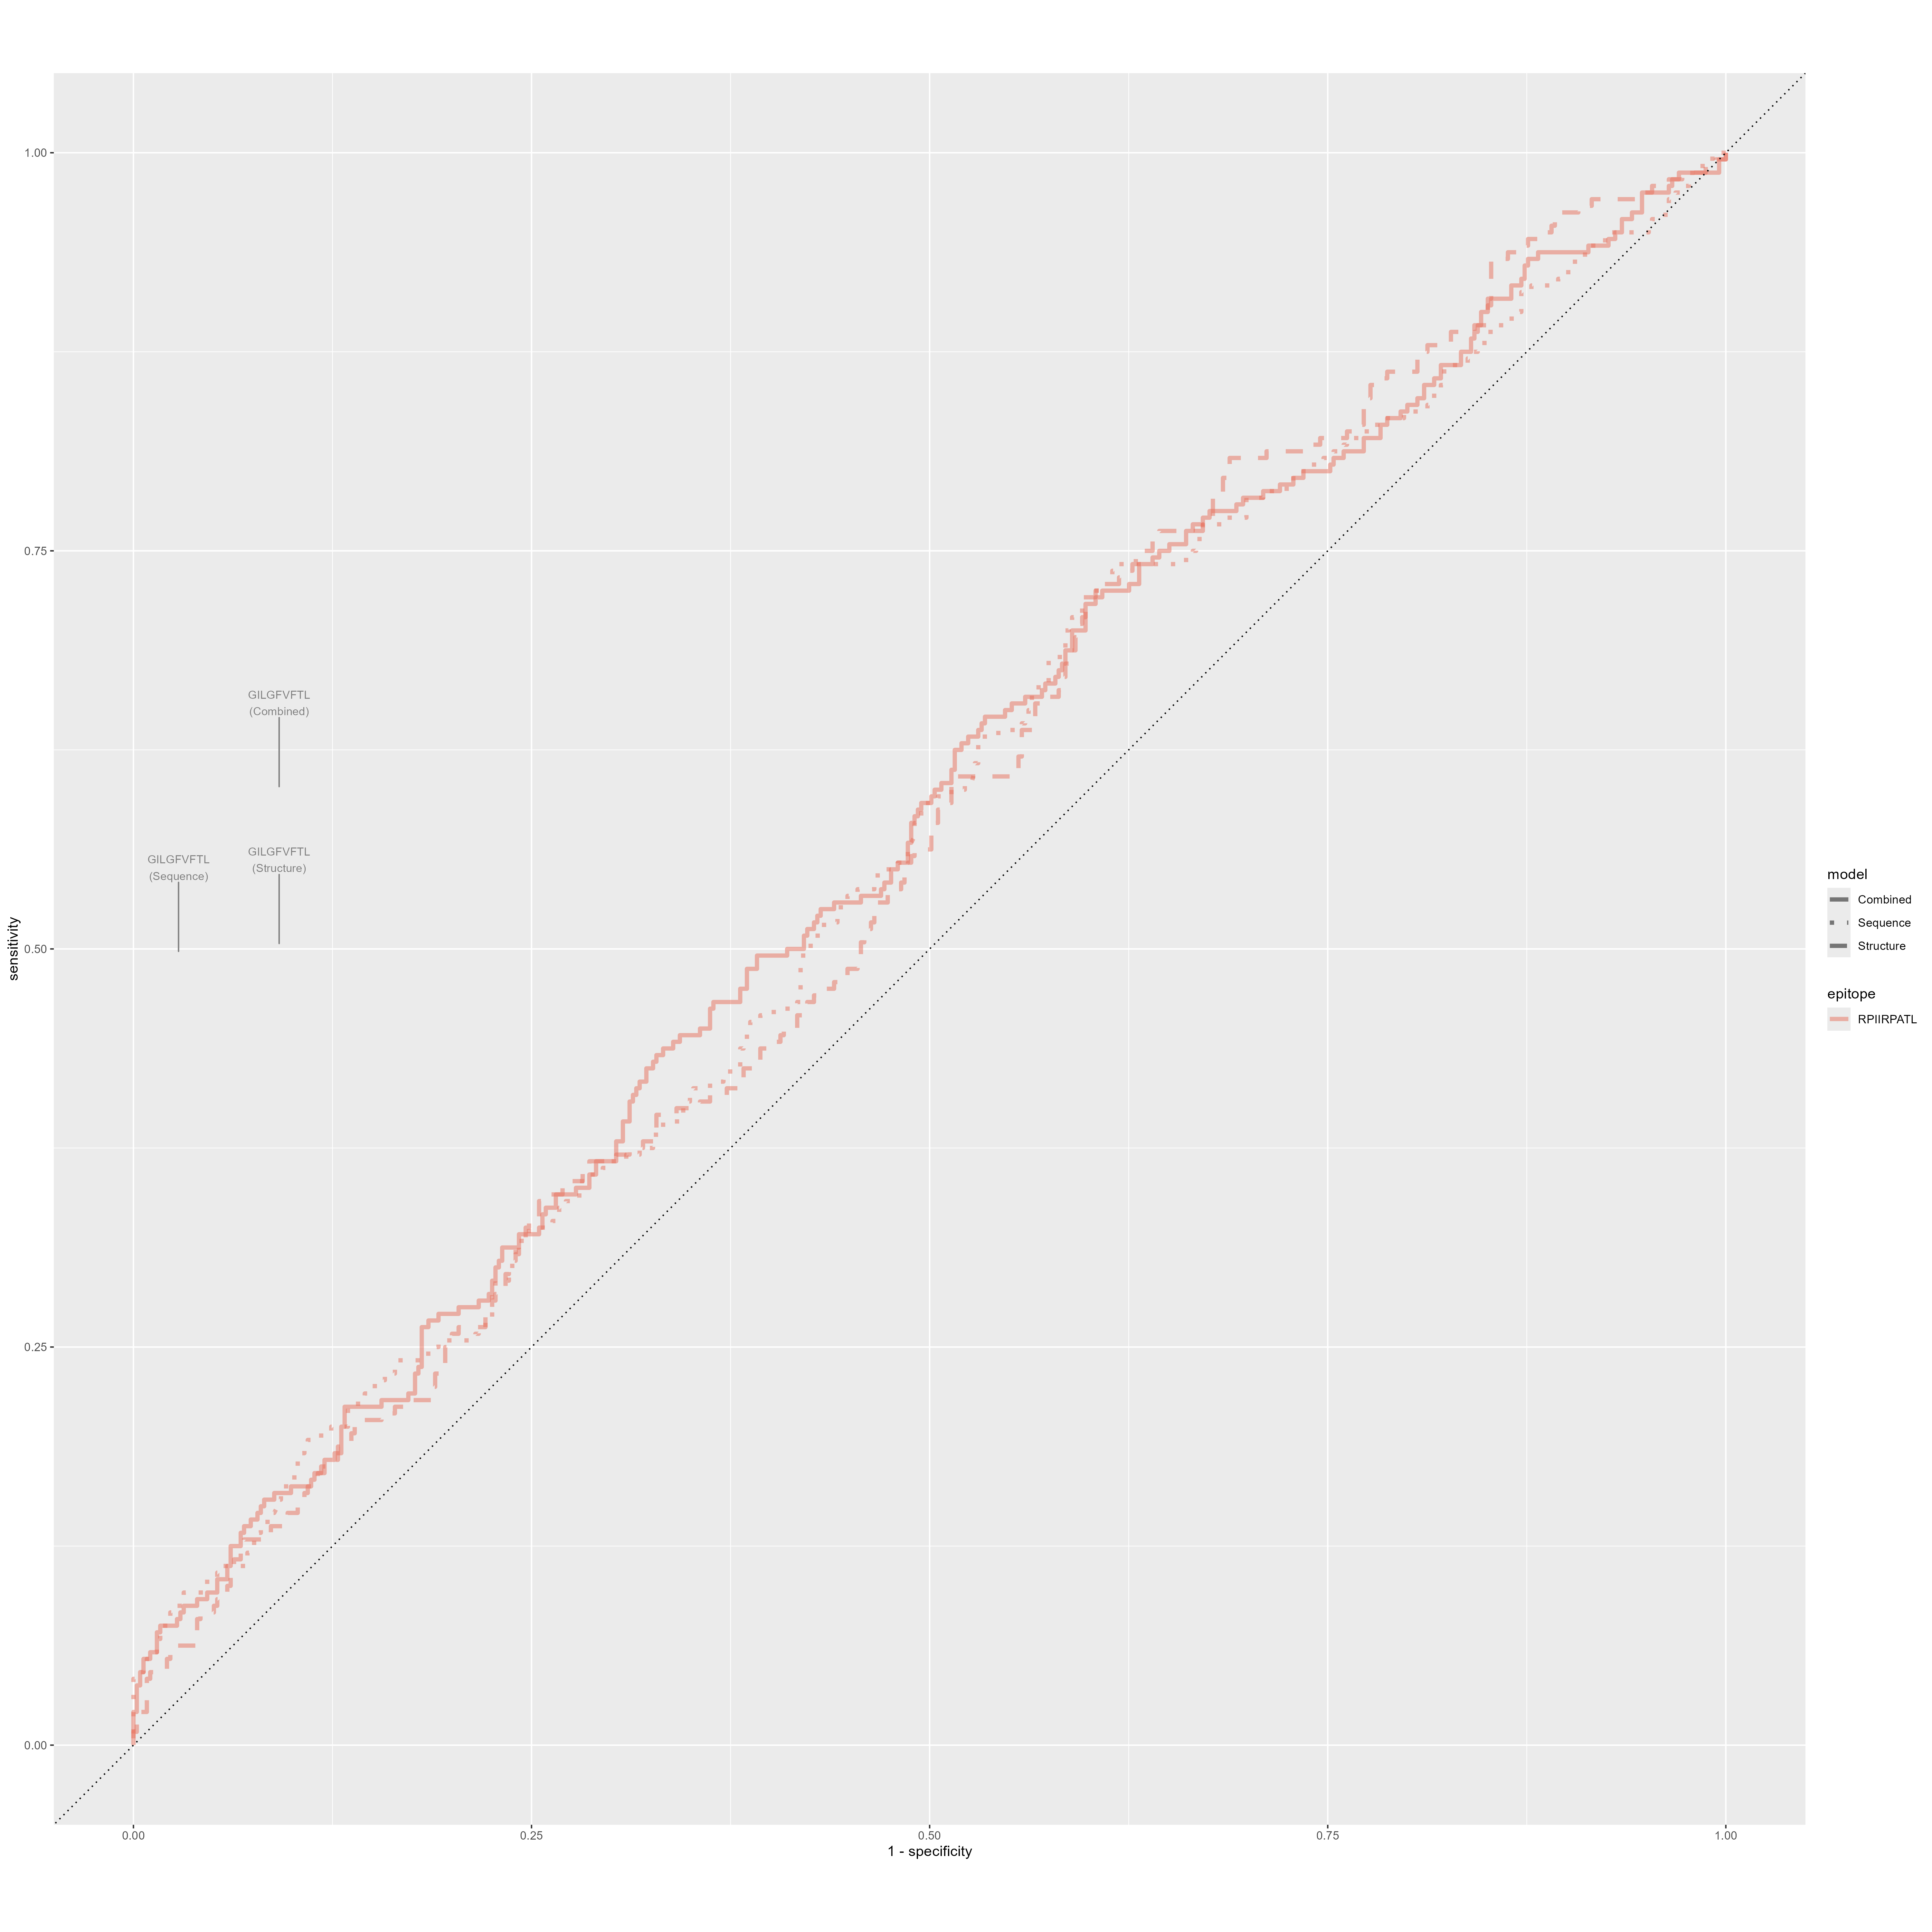 1.00
0.75
0.50
0.25
0.00
sensitivity
GILGFVFTL
(Combined)
GILGFVFTL
(Sequence)
GILGFVFTL
(Structure)
0.00
0.25
0.50
0.75
1.00
1 - specificity
model
Combined
Sequence
Structure
epitope
RPIIRPATL